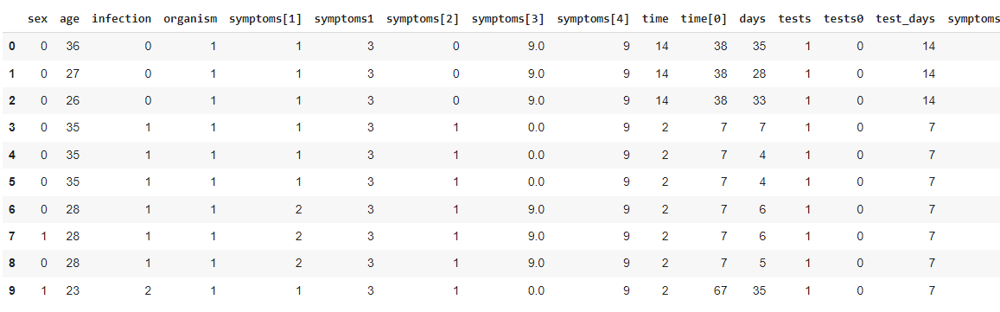 sex age infection organism symptoms[1] symptoms1 symptoms[2] symptoms[3] symptoms[4] time time[0] days tests tests0 test_days symptoms
0 0 36 0 1 1 3 0 9.0 9 14 38 35 1 0 14
1 0 27 0 1 1 3 0 9.0 9 14 38 28 1 0 14
2 0 26 0 1 1 3 0 9.0 9 14 38 33 1 0 14
3 0 35 1 1 1 3 1 0.0 9 2 7 7 1 0 7
4 0 35 1 1 1 3 1 0.0 9 2 7 4 1 0 7
5 0 35 1 1 1 3 1 0.0 9 2 7 4 1 0 7
6 0 28 1 1 2 3 1 9.0 9 2 7 6 1 0 7
7 1 28 1 1 2 3 1 9.0 9 2 7 6 1 0 7
8 0 28 1 1 2 3 1 9.0 9 2 7 5 1 0 7
9 1 23 2 1 1 3 1 0.0 9 2 67 35 1 0 7